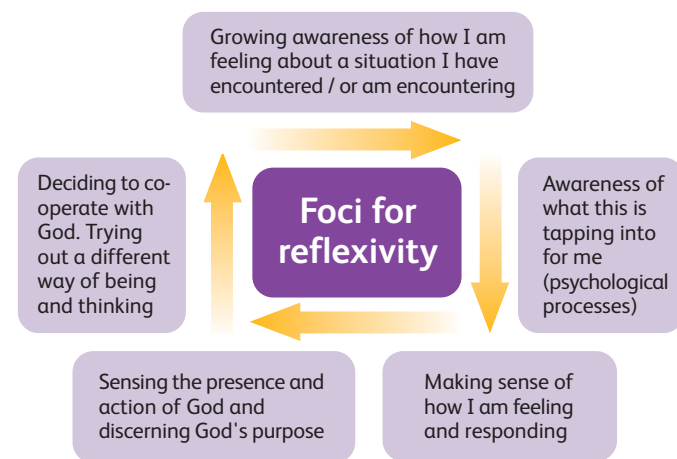 Growing awareness of how I am
feeling about a situation I have
encountered / or am encountering
Foci for
reflexivity
Awareness of
what this is
tapping into
for me
(psychological
processes)
Making sense of
how I am feeling
and responding
Sensing the presence and
action of God and
discerning God's purpose
Deciding to co-
operate with
God. Trying
out a different
way of being
and thinking